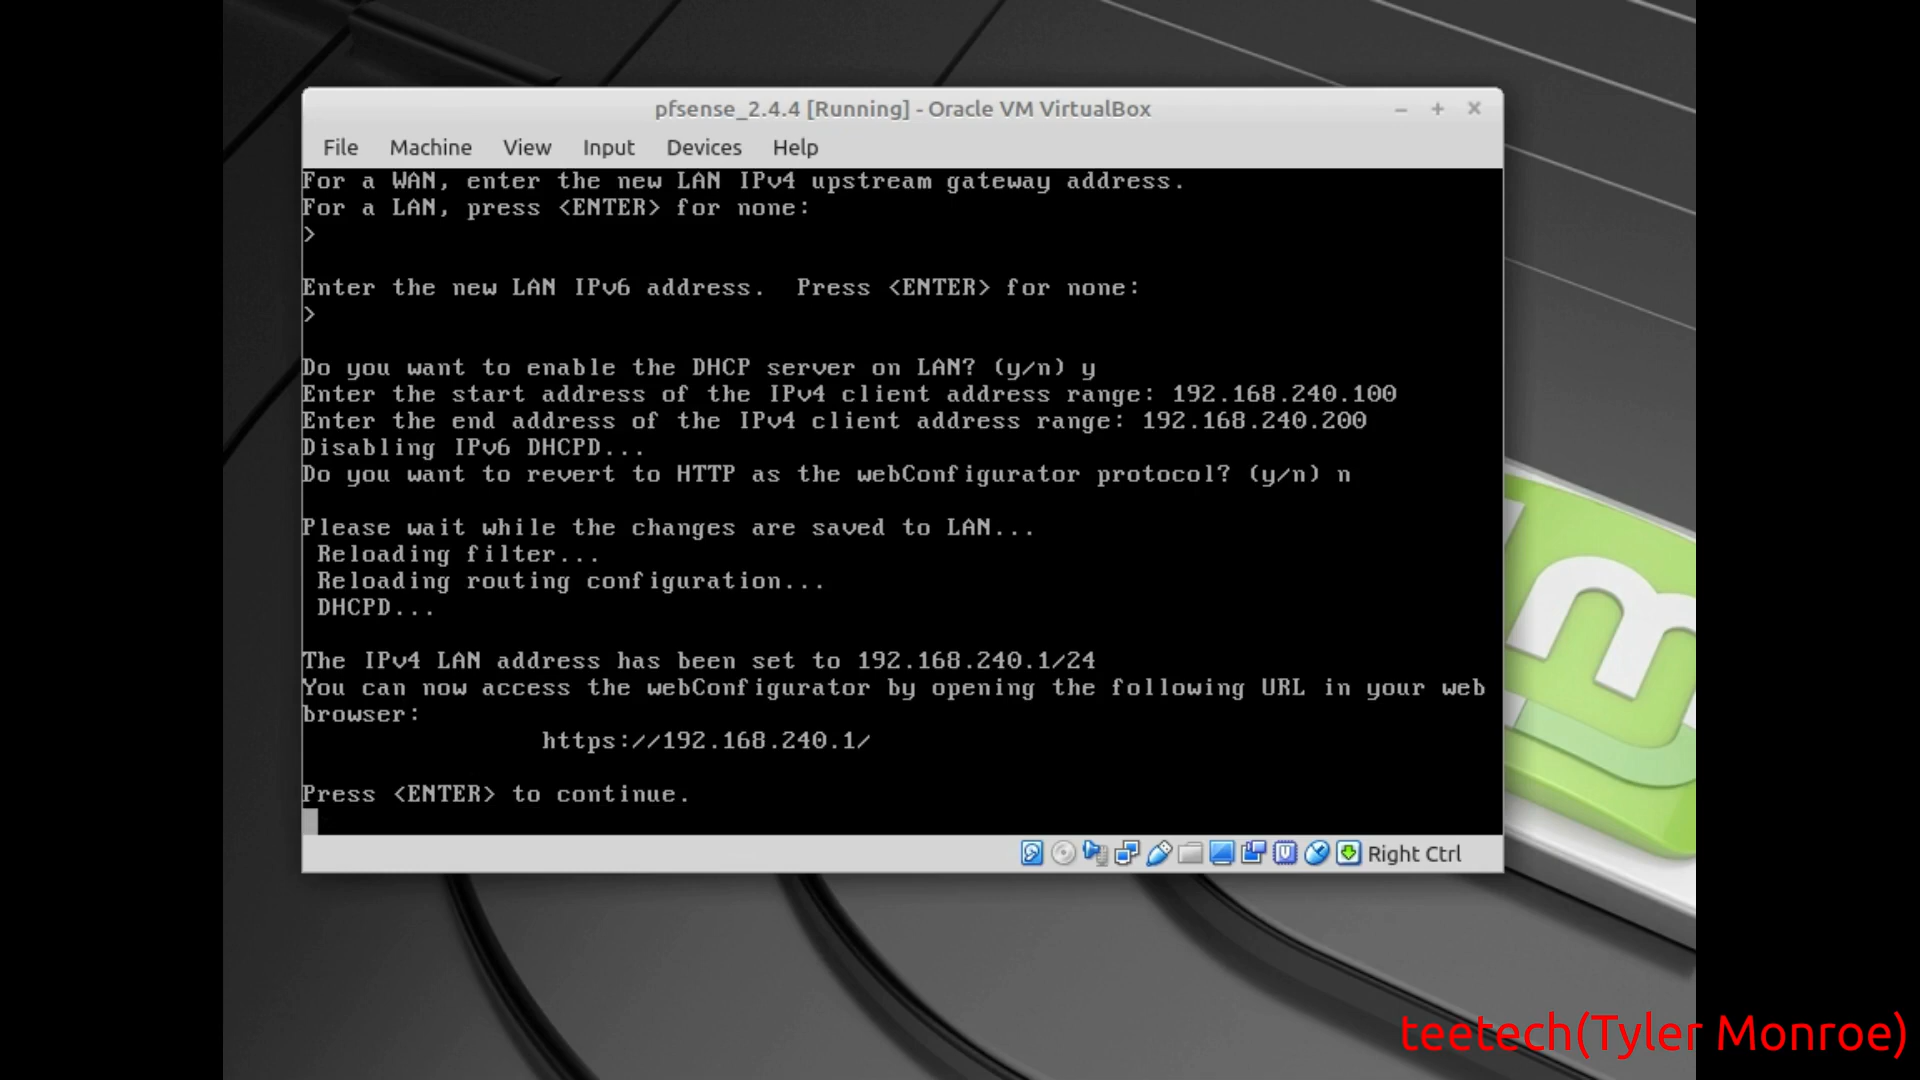 pfsense_2.4.4 [Running] - Oracle VM VirtualBox
File Machine View Input Devices Help
For a WAN, enter the new LAN IPv4 upstream gateway address.
For a LAN, press <ENTER> for none:
>
Enter the new LAN IPv6 address.  Press <ENTER> for none:
>
Do you want to enable the DHCP server on LAN? (y/n) y
Enter the start address of the IPv4 client address range: 192.168.240.100
Enter the end address of the IPv4 client address range: 192.168.240.200
Disabling IPv6 DHCPD...
Do you want to revert to HTTP as the webConfigurator protocol? (y/n) n
Please wait while the changes are saved to LAN...
Reloading filter...
Reloading routing configuration...
DHCPD...
The IPv4 LAN address has been set to 192.168.240.1/24
You can now access the webConfigurator by opening the following URL in your web
browser:
https://192.168.240.1/
Press <ENTER> to continue.
Right Ctrl
teetech(Tyler Monroe)